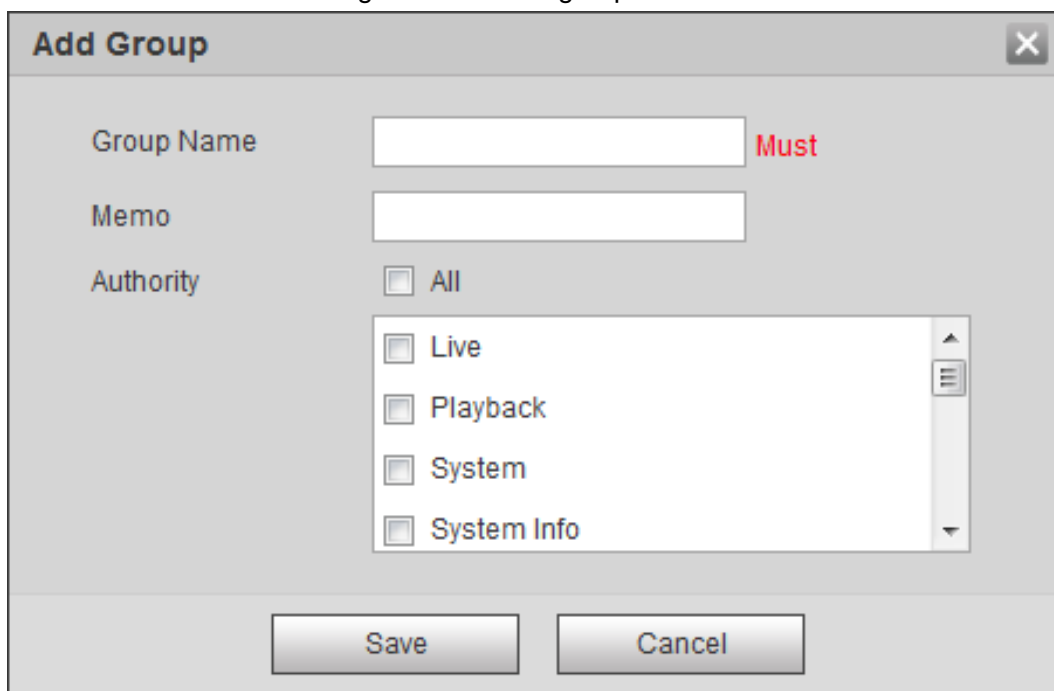 Add Group
Group Name Must
Memo
Authority All
Live
Playback
System
System Info
Save Cancel